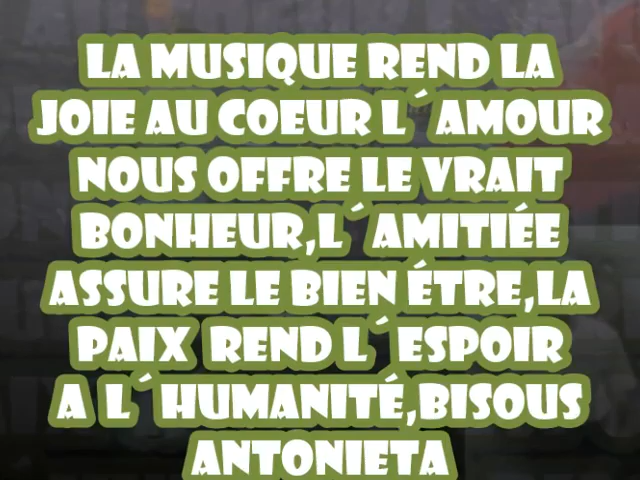 LA MUSIQUE REND LA
JOIE AU COEUR L´AMOUR
NOUS OFFRE LE VRAIT
BONHEUR,L´AMITIÉE
ASSURE LE BIEN ÉTRE,LA
PAIX REND L´ESPOIR
A L´HUMANITÉ,BISOUS
ANTONIETA